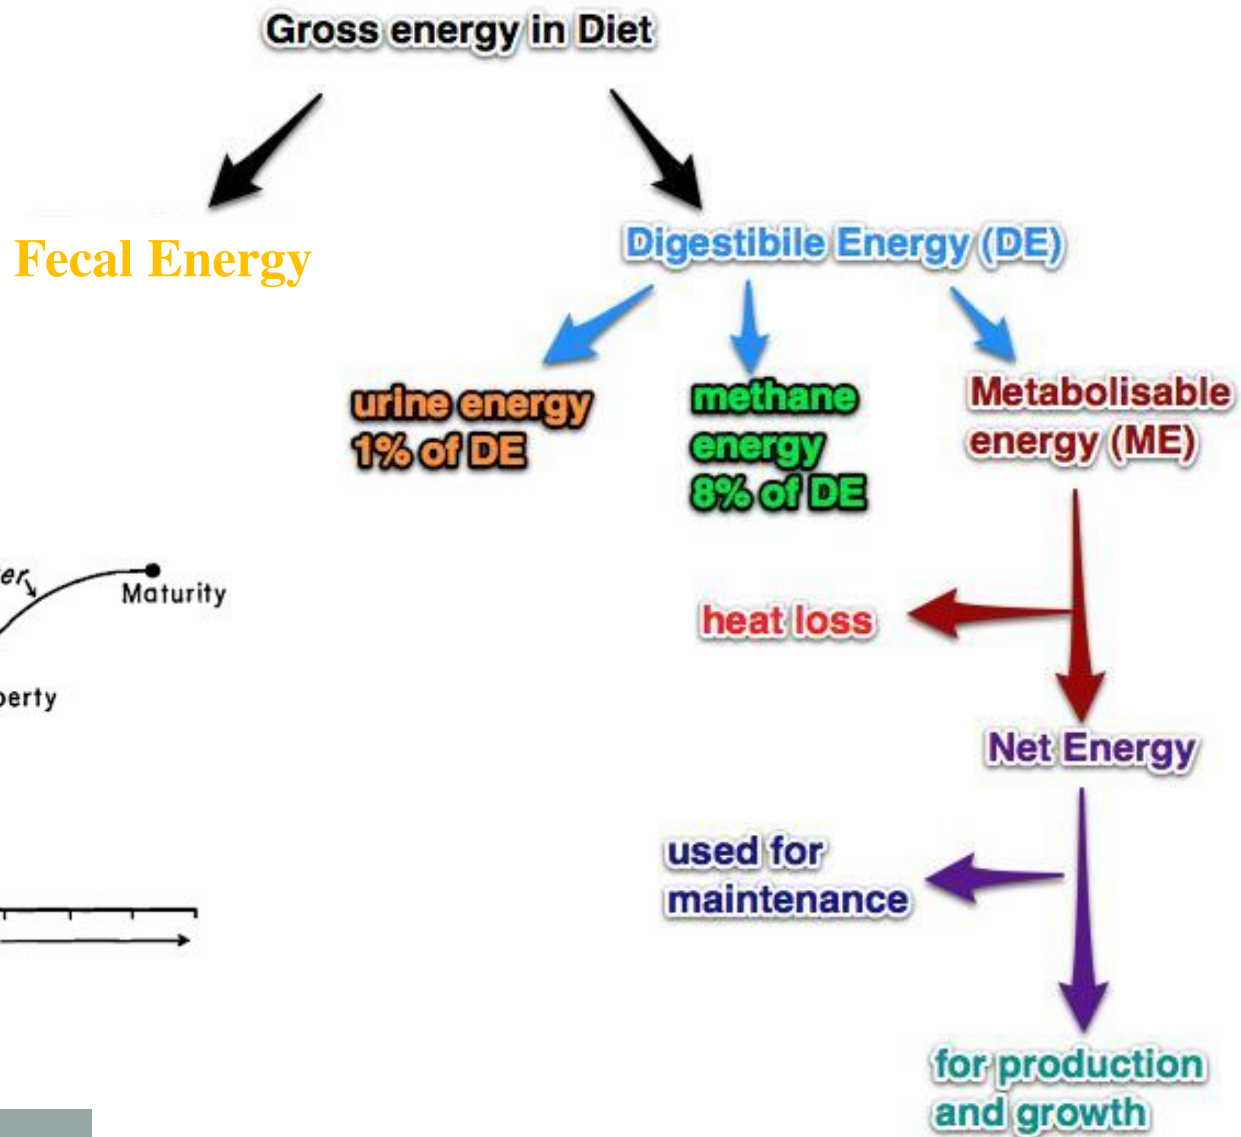 Gross energy in Diet
Fecal Energy
Digestibile Energy (DE)
urine energy
1% of DE
methane
energy
8% of DE
Metabolisable
energy (ME)
Maturity
heat loss
Net Energy
used for
maintenance
for production
and growth